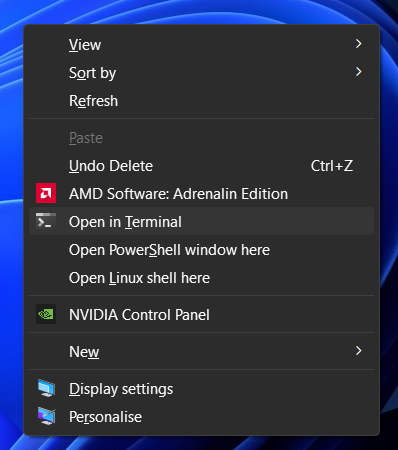 View
Sort by
Refresh
Paste
Undo Delete Ctrl+Z
AMD Software: Adrenalin Edition
Open in Terminal
Open PowerShell window here
Open Linux shell here
NVIDIA Control Panel
New
Display settings
Personalise